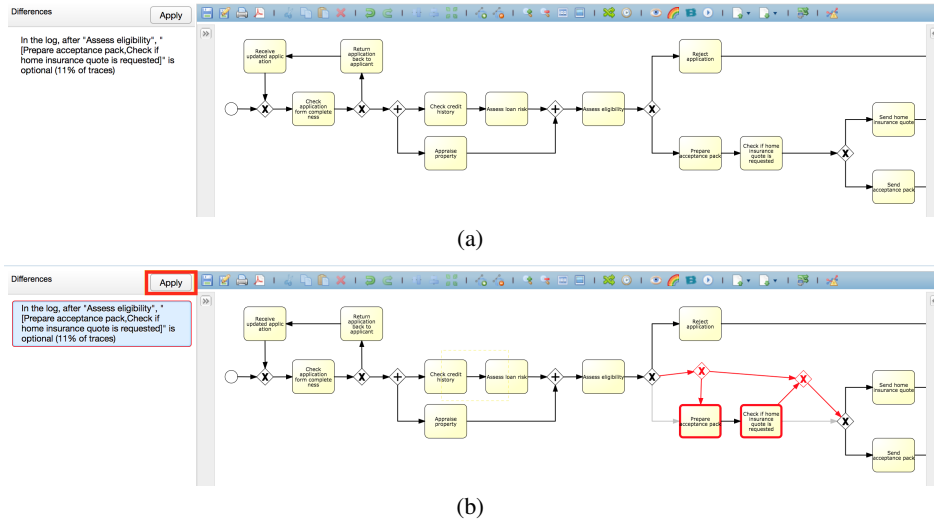 Differences
Apply
In the log, after "Assess eligibility", "
[Prepare acceptance pack,Check if
home insurance quote is requested]" is
optional (11% of traces)
Receive
updated applic
ation
Return
application
back to
applicant
Check
application
form complete
ness
Check credit
history
Assess loan risk
Appraise
property
Assess eligibility
Reject
application
Prepare
acceptance pack
Check if home
insurance
quote is
requested
Send home
insurance quote
Send
acceptance pack
(a)
Differences
Apply
In the log, after "Assess eligibility", "
[Prepare acceptance pack,Check if
home insurance quote is requested]" is
optional (11% of traces)
Receive
updated applic
ation
Return
application
back to
applicant
Check
application
form complete
ness
Check credit
history
Assess loan risk
Appraise
property
Assess eligibility
Reject
application
Prepare
acceptance pack
Check if home
insurance
quote is
requested
Send home
insurance quote
Send
acceptance pack
(b)